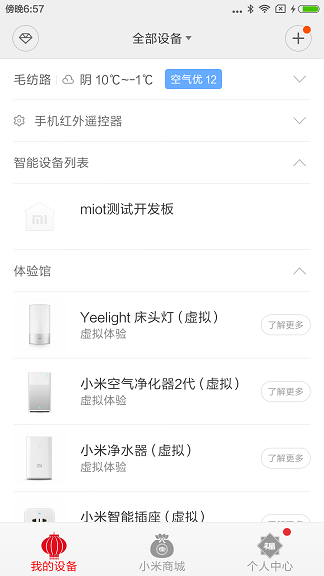 傍晚6:57
全部设备
毛纺路 阴 10℃~-1℃ 空气优 12
手机红外遥控器
智能设备列表
miot测试开发板
体验馆
Yeelight 床头灯（虚拟）
虚拟体验
了解更多
小米空气净化器2代（虚拟）
虚拟体验
了解更多
小米净水器（虚拟）
虚拟体验
了解更多
小米智能插座（虚拟）
我的设备
小米商城
个人中心